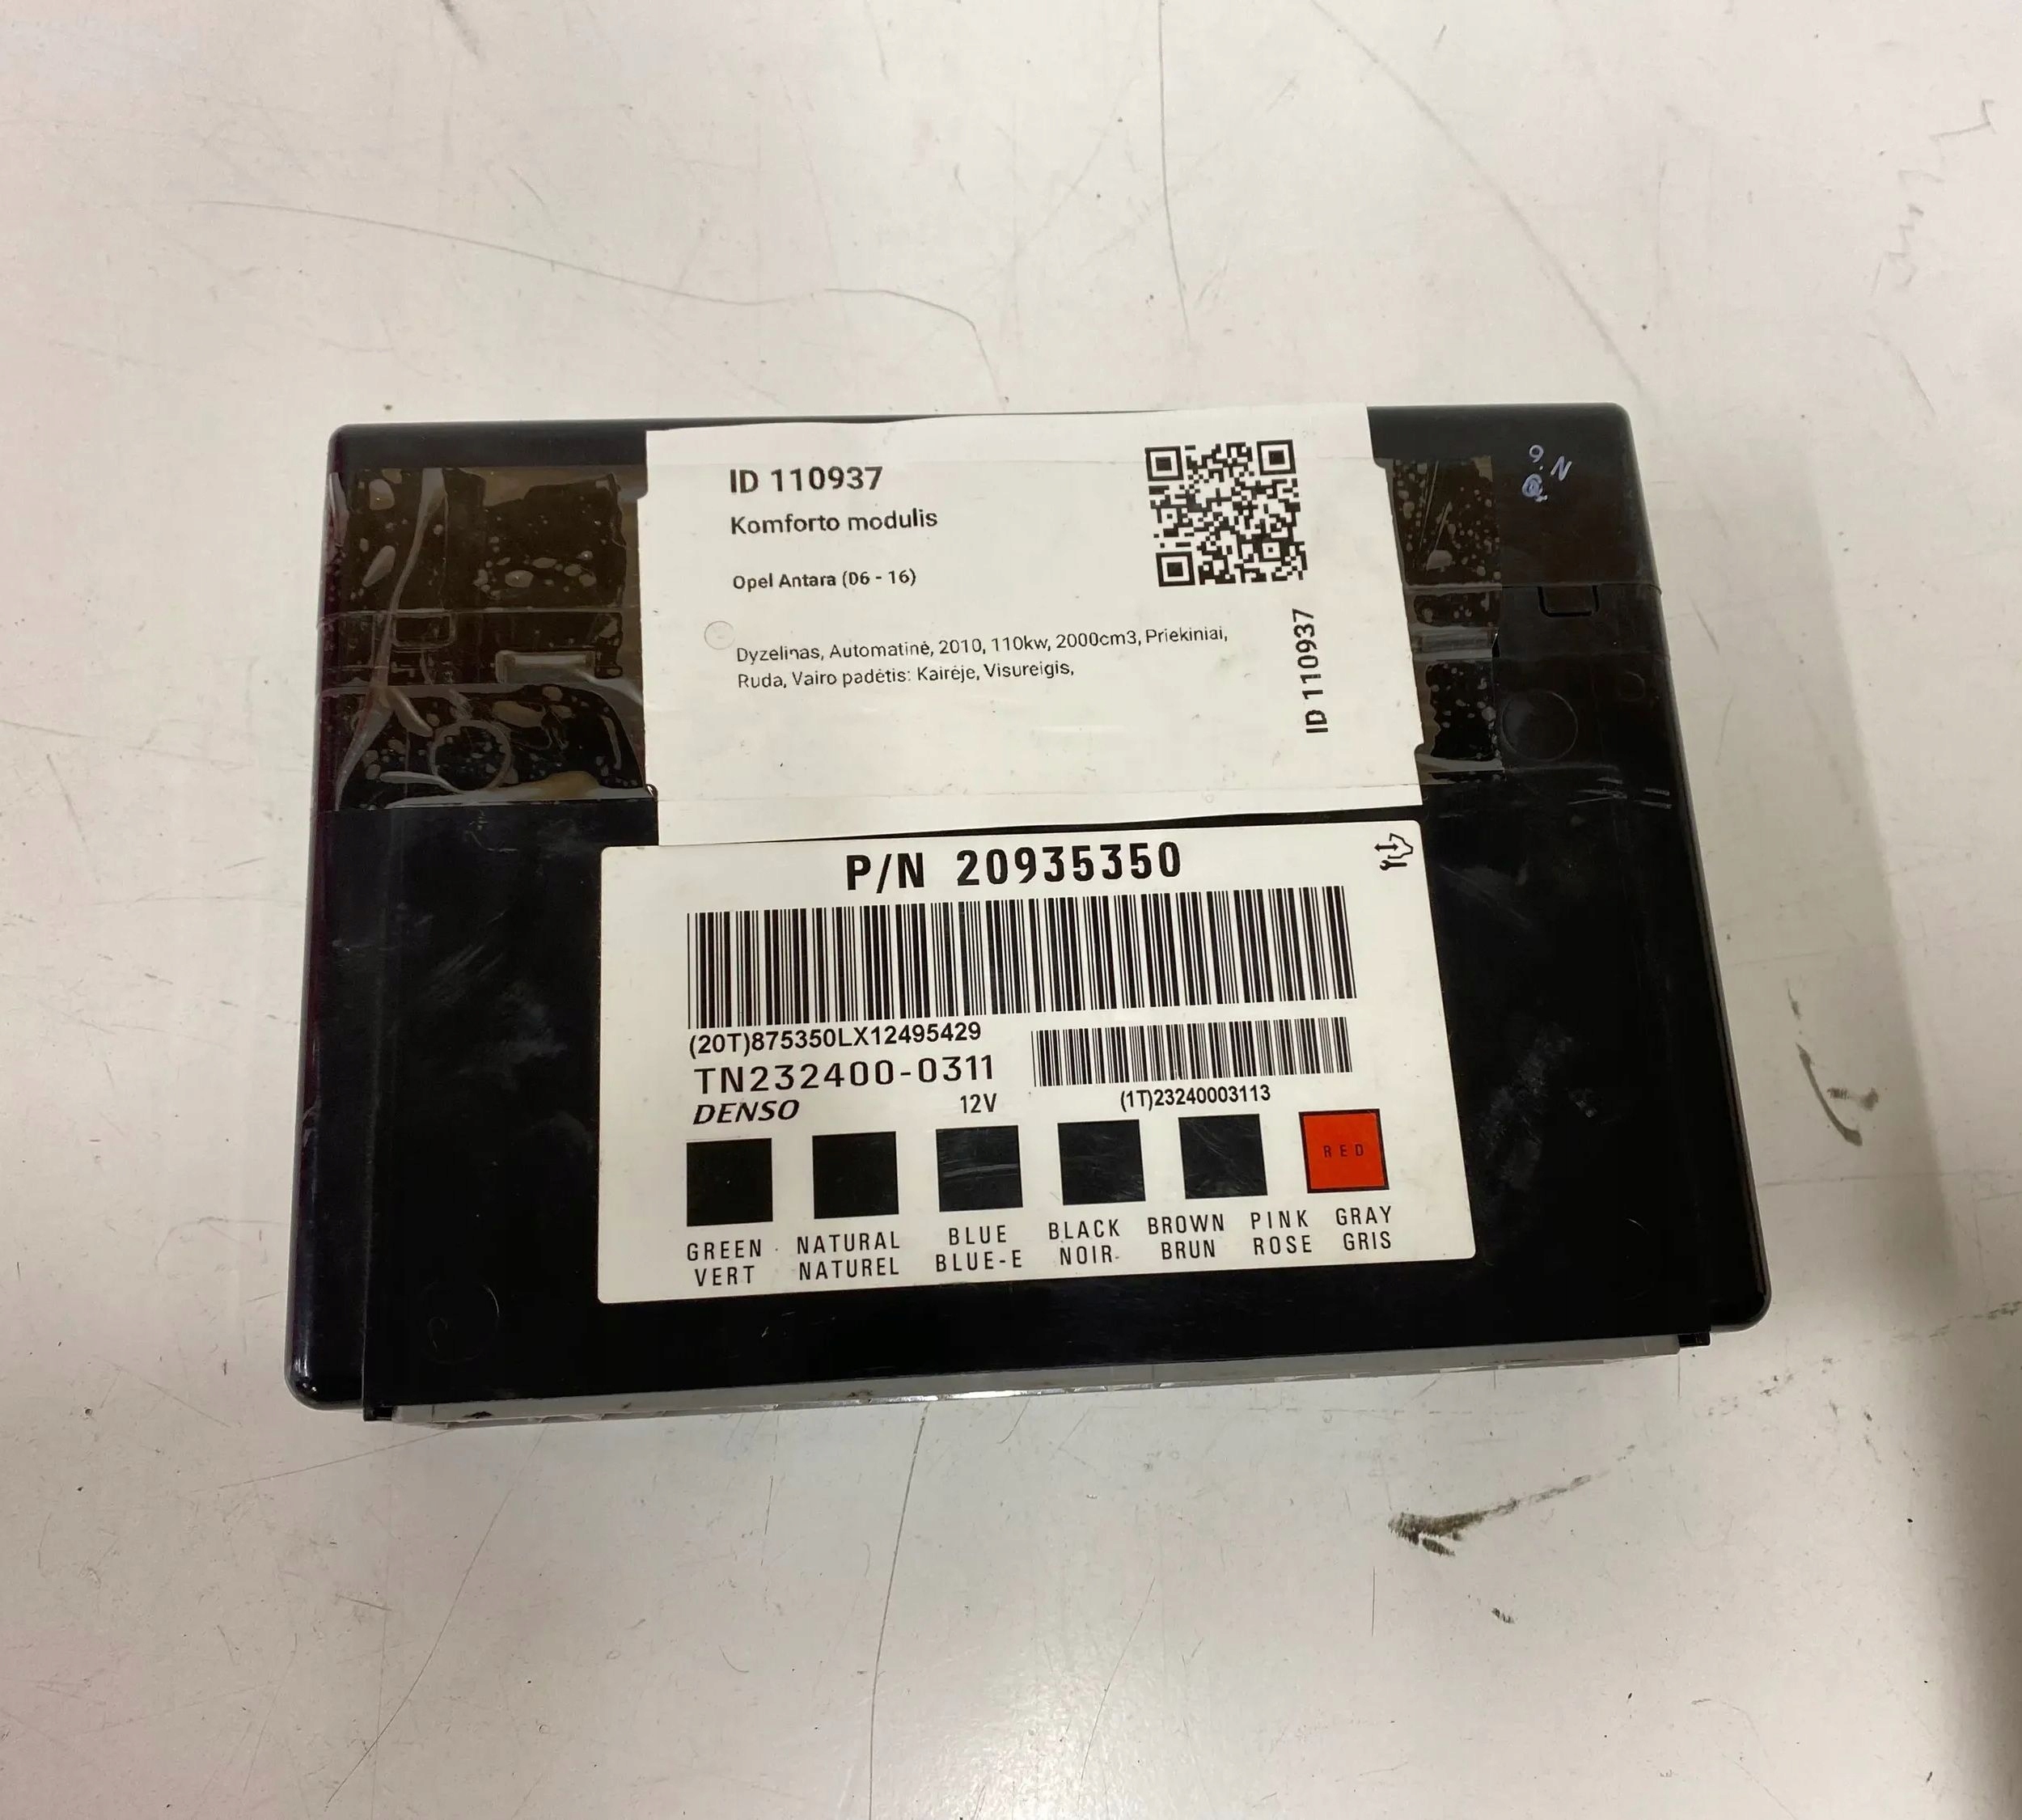 ID 110937
Komforto modulis
Opel Antara (06 - 16)
Dyzelinas, Automatinė, 2010, 110kw, 2000cm3, Priekiniai,
Ruda, Vairo padėtis: Kairėje, Visureigis,
ID 110937
P/N 20935350
(20T)875350LX12495429
TN232400-0311
DENSO 12V
(1T)23240003113
RED
GREEN NATURAL BLUE BLACK BROWN PINK GRAY
VERT NATUREL BLUE-E NOIR BRUN ROSE GRIS